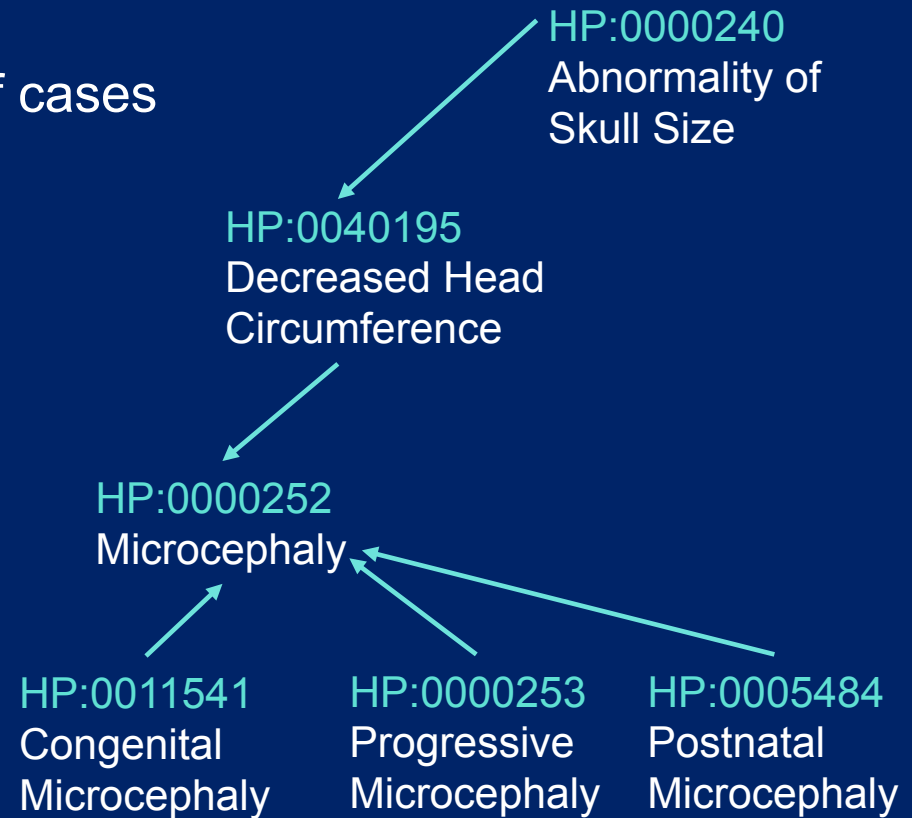 HP:0000240
Abnormality of
Skull Size
cases
HP:0040195
Decreased Head
Circumference
HP:0000252
Microcephaly
HP:0011541
Congenital
Microcephaly
HP:0000253
Progressive
Microcephaly
HP:0005484
Postnatal
Microcephaly